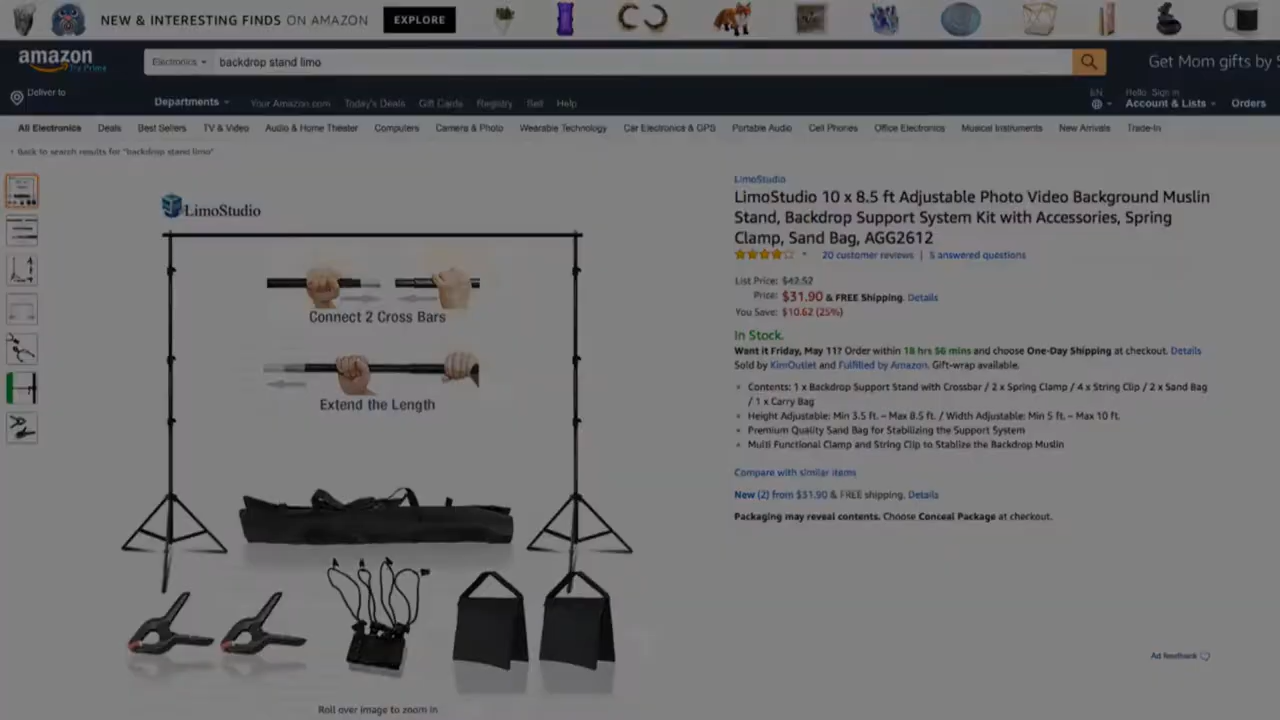 NEW & INTERESTING FINDS ON AMAZON EXPLORE
amazon
Try Prime
Electronics
backdrop stand limo
Get Mom gifts by
Deliver to
Departments
Your Amazon.com Today's Deals Gift Cards Registry Sell Help
EN
Hello. Sign in
Account & Lists
Orders
All Electronics Deals Best Sellers TV & Video Audio & Home Theater Computers Camera & Photo Wearable Technology Car Electronics & GPS Portable Audio Cell Phones Office Electronics Musical Instruments New Arrivals Trade-In
‹ Back to search results for "backdrop stand limo"
LimoStudio
Connect 2 Cross Bars
Extend the Length
Roll over image to zoom in
LimoStudio
LimoStudio 10 x 8.5 ft Adjustable Photo Video Background Muslin
Stand, Backdrop Support System Kit with Accessories, Spring
Clamp, Sand Bag, AGG2612
20 customer reviews | 5 answered questions
List Price: $42.52
Price: $31.90 & FREE Shipping. Details
You Save: $10.62 (25%)
In Stock.
Want it Friday, May 11? Order within 18 hrs 56 mins and choose One-Day Shipping at checkout. Details
Sold by KimOutlet and Fulfilled by Amazon. Gift-wrap available.
• Contents: 1 x Backdrop Support Stand with Crossbar / 2 x Spring Clamp / 4 x String Clip / 2 x Sand Bag
/ 1 x Carry Bag
• Height Adjustable: Min 3.5 ft. – Max 8.5 ft. / Width Adjustable: Min 5 ft. – Max 10 ft.
• Premium Quality Sand Bag for Stabilizing the Support System
• Multi Functional Clamp and String Clip to Stablize the Backdrop Muslin
Compare with similar items
New (2) from $31.90 & FREE shipping. Details
Packaging may reveal contents. Choose Conceal Package at checkout.
Ad feedback